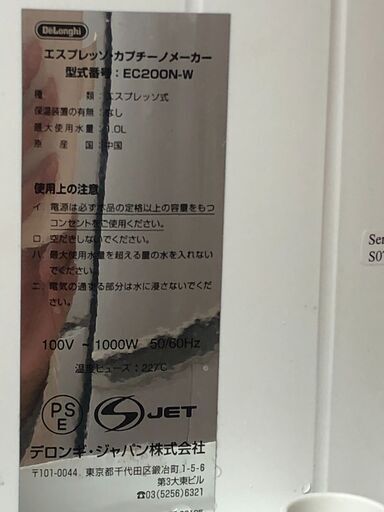 DeLonghi
エスプレッソ・カプチーノメーカー
型式番号：EC200N-W
種類：エスプレッソ式
保温装置の有無：なし
最大使用水量：1.0L
原産国：中国
使用上の注意
イ. 電源は必ず本品の定格以上の容量をもつ
コンセントをご使用ください。
ロ. 空だきしないでください。
ハ. 最大使用水量を超える量の水を入れない
でください。
ニ. 電気の通ずる部分は水に浸さないでくだ
さい。
100V ~ 1000W 50/60Hz
温度ヒューズ：227℃
PS
E
JET
デロンギ・ジャパン株式会社
〒101-0044 東京都千代田区鍛冶町1-5-6
第3大東ビル
☎03(5256)6321
Ser
S0